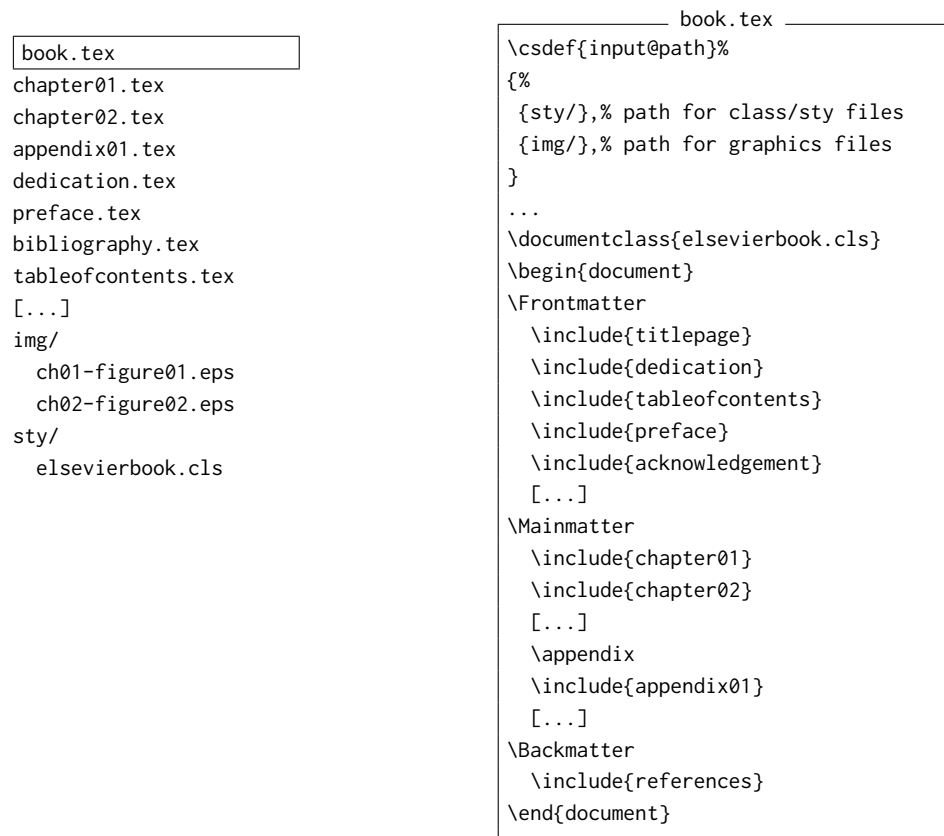 book.tex
chapter01.tex
chapter02.tex
appendix01.tex
dedication.tex
preface.tex
bibliography.tex
tableofcontents.tex
[...]
img/
  ch01-figure01.eps
  ch02-figure02.eps
sty/
  elsevierbook.cls
book.tex
\csdef{input@path}%
{%
 {sty/},% path for class/sty files
 {img/},% path for graphics files
}
...
\documentclass{elsevierbook.cls}
\begin{document}
\Frontmatter
  \include{titlepage}
  \include{dedication}
  \include{tableofcontents}
  \include{preface}
  \include{acknowledgement}
  [...]
\Mainmatter
  \include{chapter01}
  \include{chapter02}
  [...]
  \appendix
  \include{appendix01}
  [...]
\Backmatter
  \include{references}
\end{document}